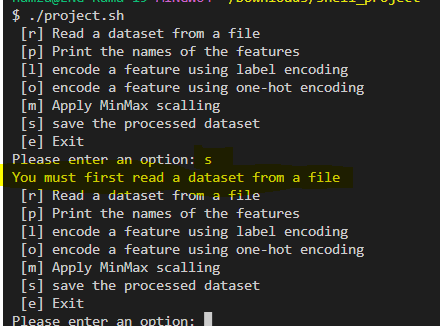 $ ./project.sh
[r] Read a dataset from a file
[p] Print the names of the features
[l] encode a feature using label encoding
[o] encode a feature using one-hot encoding
[m] Apply MinMax scalling
[s] save the processed dataset
[e] Exit
Please enter an option: s
You must first read a dataset from a file
[r] Read a dataset from a file
[p] Print the names of the features
[l] encode a feature using label encoding
[o] encode a feature using one-hot encoding
[m] Apply MinMax scalling
[s] save the processed dataset
[e] Exit
Please enter an option: